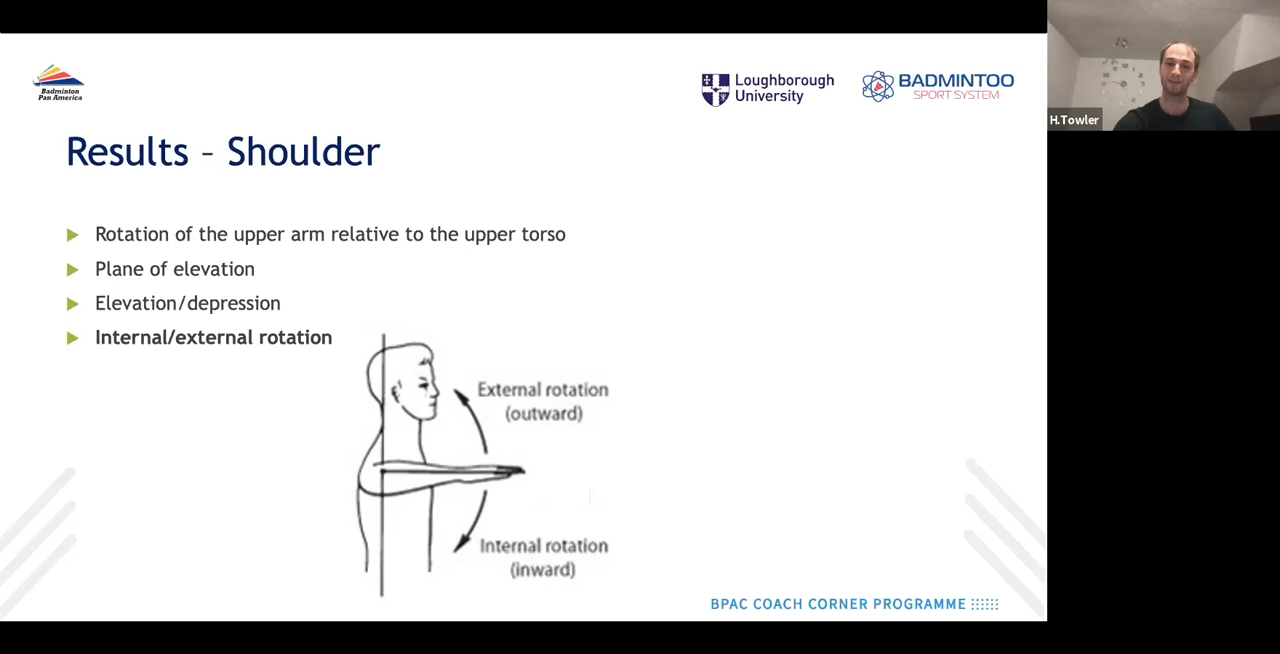 Badminton
Pan America
Loughborough
University
BADMINTOO
SPORT SYSTEM
H.Towler
Results – Shoulder
Rotation of the upper arm relative to the upper torso
Plane of elevation
Elevation/depression
Internal/external rotation
External rotation
(outward)
Internal rotation
(inward)
BPAC COACH CORNER PROGRAMME